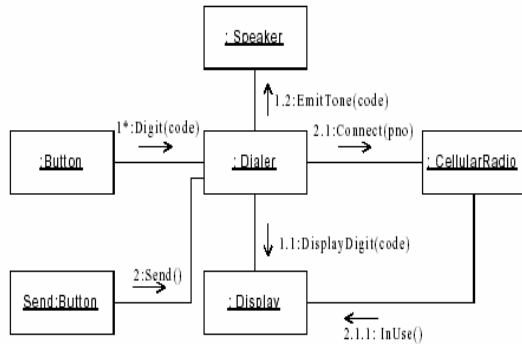 : Speaker
1.2:EmitTone(code)
1*:Digit(code)
2.1:Connect(pno)
:Button
:Dialer
: CellularRadio
1.1:DisplayDigit(code)
2:Send()
Send:Button
:Display
2.1.1: InUse()